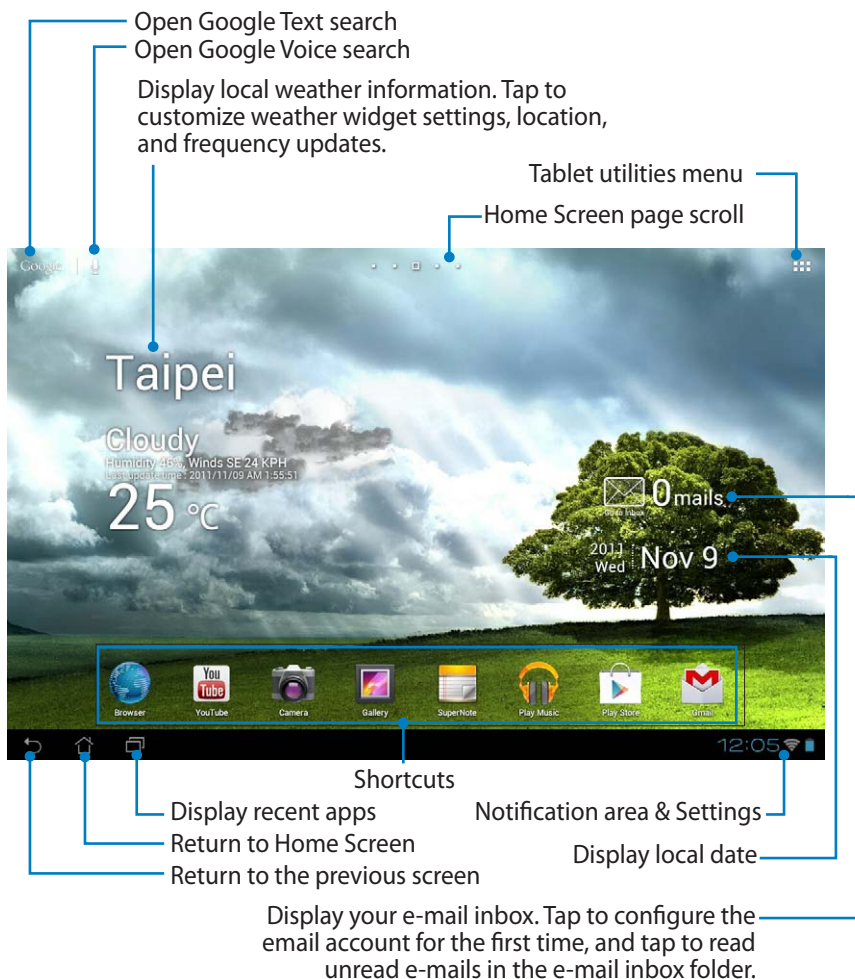 Open Google Text search
Open Google Voice search
Display local weather information. Tap to
customize weather widget settings, location,
and frequency updates.
Tablet utilities menu
Home Screen page scroll
Google
Taipei
Cloudy
Humidity 46%, Winds SE 24 KPH
Last update time : 2011/11/09 AM 1:55:51
25 °C
0 mails
Go to Inbox
2011
Wed
Nov 9
You
Tube
Browser
YouTube
Camera
Gallery
SuperNote
Play Music
Play Store
Gmail
12:05
Shortcuts
Display recent apps
Notification area & Settings
Return to Home Screen
Display local date
Return to the previous screen
Display your e-mail inbox. Tap to configure the
email account for the first time, and tap to read
unread e-mails in the e-mail inbox folder.